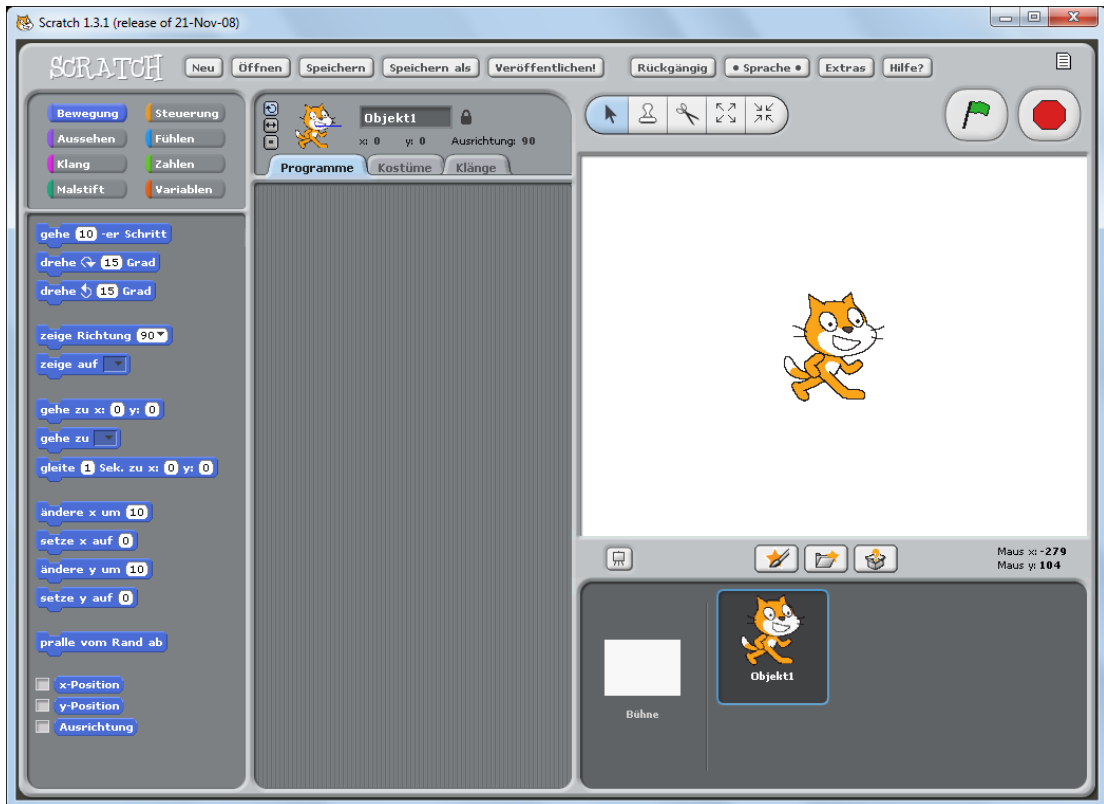 Scratch 1.3.1 (release of 21-Nov-08)
SCRATCH
Neu
Öffnen
Speichern
Speichern als
Veröffentlichen!
Rückgängig
• Sprache •
Extras
Hilfe?
Bewegung
Steuerung
Aussehen
Fühlen
Klang
Zahlen
Malstift
Variablen
Objekt1
x: 0 y: 0 Ausrichtung: 90
Programme
Kostüme
Klänge
gehe 10 -er Schritt
drehe 15 Grad
drehe 15 Grad
zeige Richtung 90
zeige auf
gehe zu x: 0 y: 0
gehe zu
gleite 1 Sek. zu x: 0 y: 0
ändere x um 10
setze x auf 0
ändere y um 10
setze y auf 0
pralle vom Rand ab
x-Position
y-Position
Ausrichtung
Maus x: -279
Maus y: 104
Bühne
Objekt1